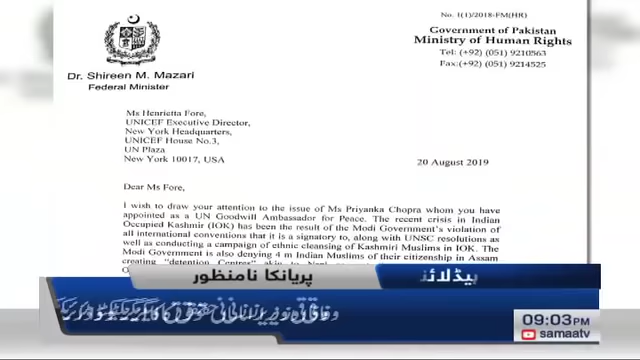 No. 1(1)/2018-FM(HR)
Government of Pakistan
Ministry of Human Rights
Tel: (+92) (051) 9210563
Fax:(+92) (051) 9214525
Dr. Shireen M. Mazari
Federal Minister
Ms Henrietta Fore,
UNICEF Executive Director,
New York Headquarters,
UNICEF House No.3,
UN Plaza
New York 10017, USA
20 August 2019
Dear Ms Fore,
I wish to draw your attention to the issue of Ms Priyanka Chopra whom you have
appointed as a UN Goodwill Ambassador for Peace. The recent crisis in Indian
Occupied Kashmir (IOK) has been the result of the Modi Government's violation of
all international conventions that it is a signatory to, along with UNSC resolutions as
well as conducting a campaign of ethnic cleansing of Kashmiri Muslims in IOK. The
Modi Government is also denying 4 m Indian Muslims of their citizenship in Assam
creating "detention Centres"
پریانکا نامنظور
ہیڈلائنز
09:03PM
samaatv